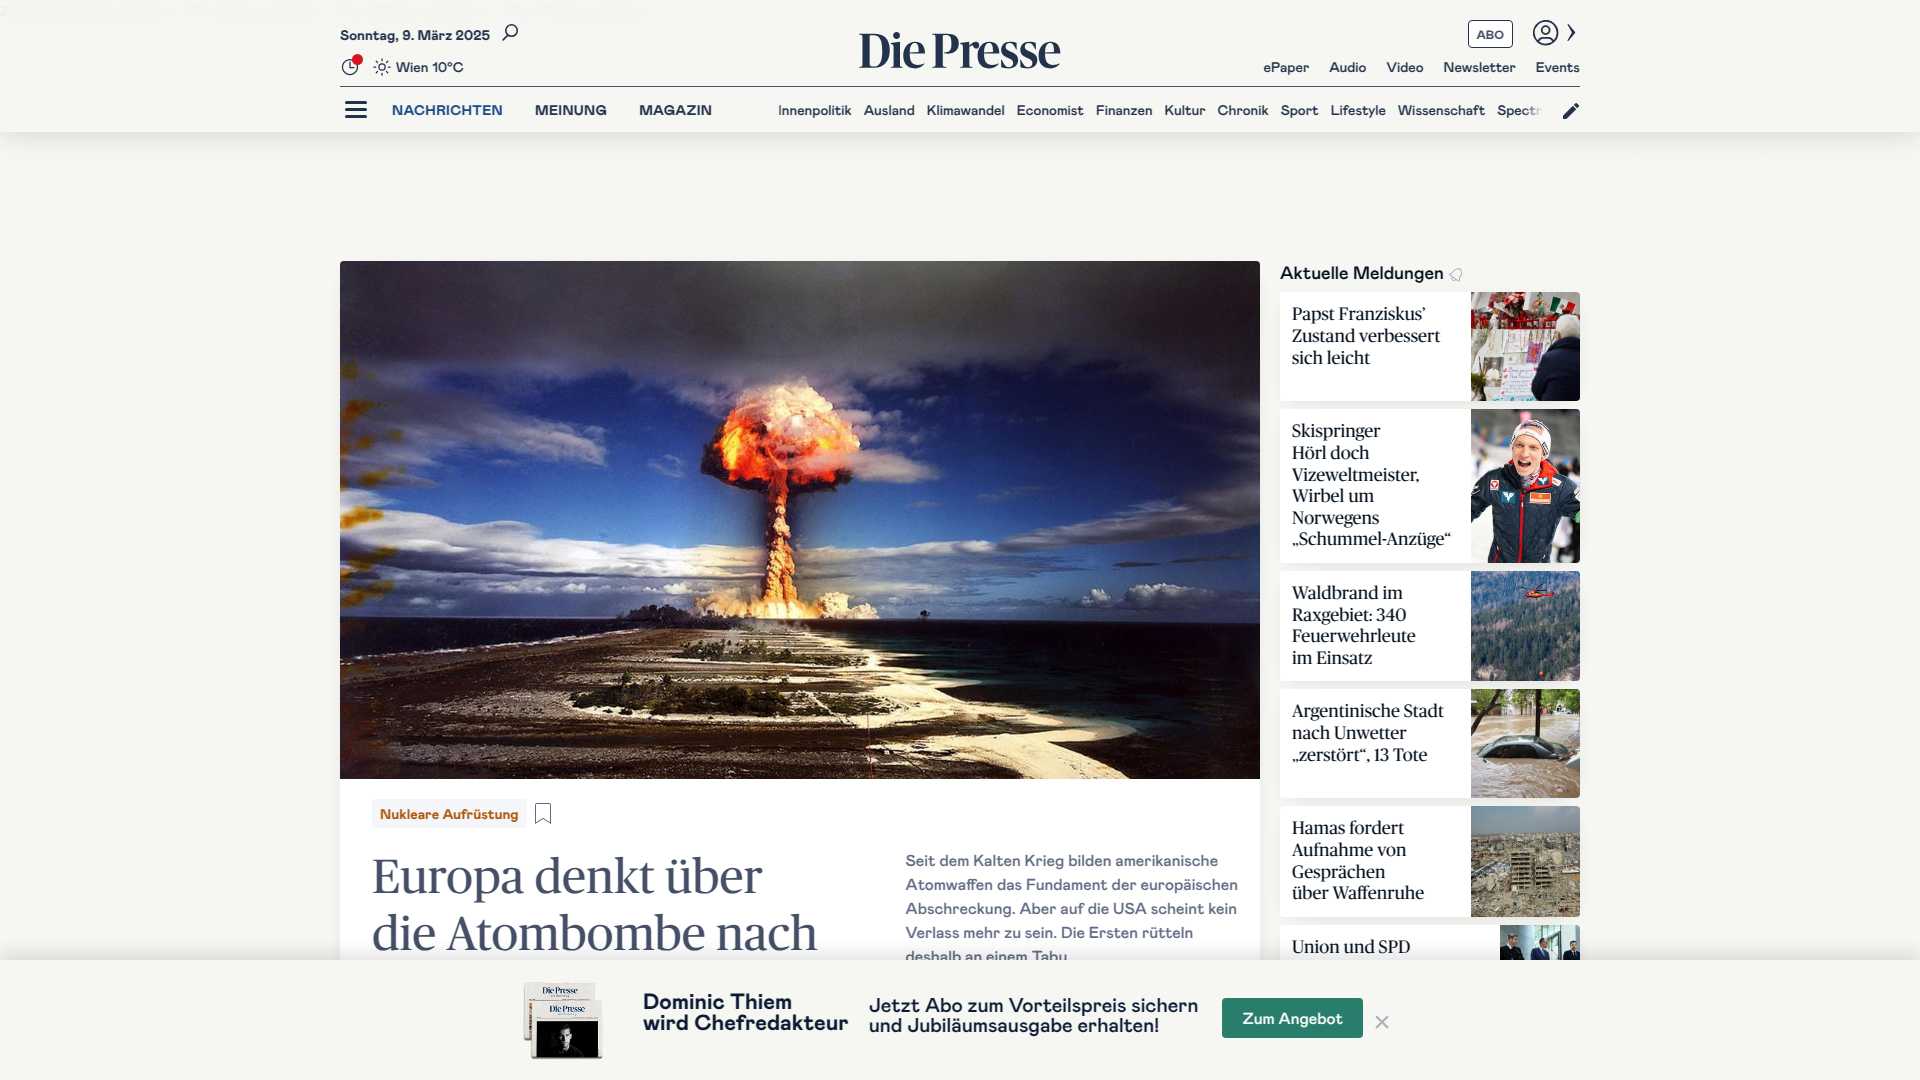 Sonntag, 9. März 2025
Wien 10°C
Die Presse
ABO
ePaper Audio Video Newsletter Events
NACHRICHTEN MEINUNG MAGAZIN
Innenpolitik Ausland Klimawandel Economist Finanzen Kultur Chronik Sport Lifestyle Wissenschaft Spectr
Nukleare Aufrüstung
Europa denkt über
die Atombombe nach
Seit dem Kalten Krieg bilden amerikanische
Atomwaffen das Fundament der europäischen
Abschreckung. Aber auf die USA scheint kein
Verlass mehr zu sein. Die Ersten rütteln
deshalb an einem Tabu.
Aktuelle Meldungen
Papst Franziskus’
Zustand verbessert
sich leicht
Skispringer
Hörl doch
Vizeweltmeister,
Wirbel um
Norwegens
„Schummel-Anzüge“
Waldbrand im
Raxgebiet: 340
Feuerwehrleute
im Einsatz
Argentinische Stadt
nach Unwetter
„zerstört“, 13 Tote
Hamas fordert
Aufnahme von
Gesprächen
über Waffenruhe
Union und SPD
Die Presse
Die Presse
Dominic Thiem
wird Chefredakteur
Jetzt Abo zum Vorteilspreis sichern
und Jubiläumsausgabe erhalten!
Zum Angebot